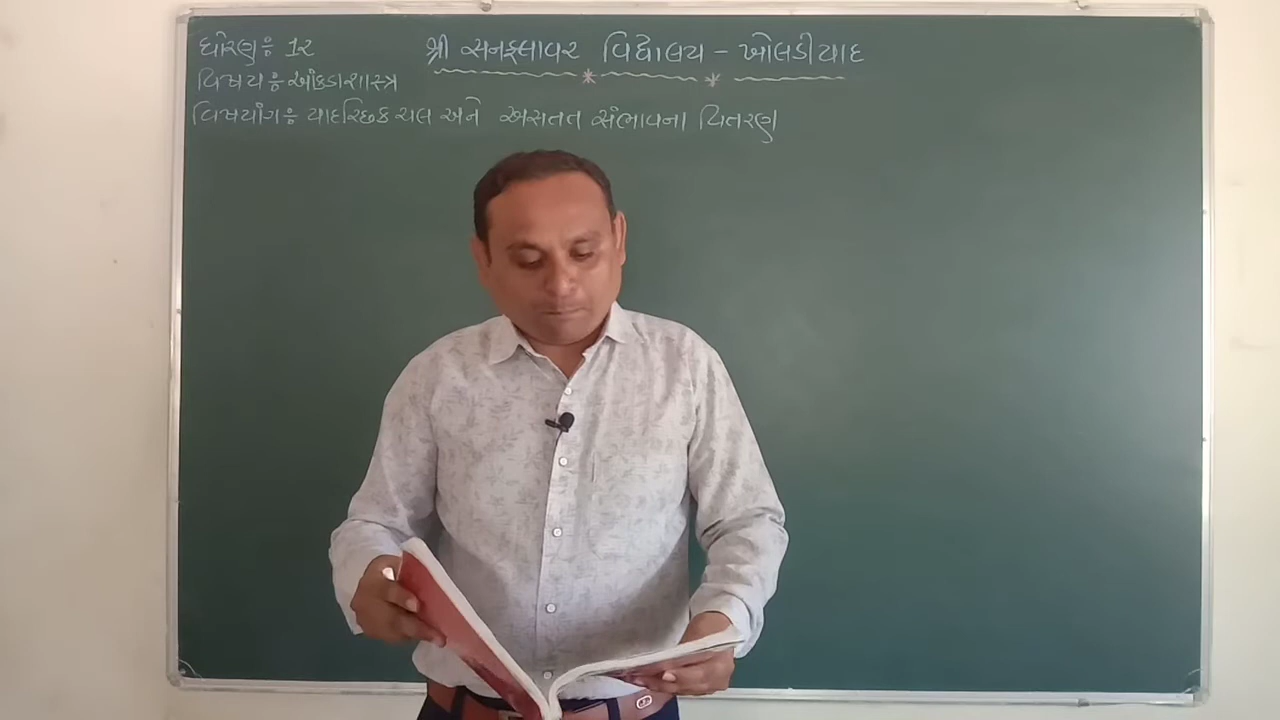 શ્રી સનફ્લાવર વિદ્યાલય - ખોલડીયાદ
ધોરણ: 12
વિષય: આંકડાશાસ્ત્ર
વિષયાંગ: યાદચ્છિક ચલ અને અસતત સંભાવના વિતરણ